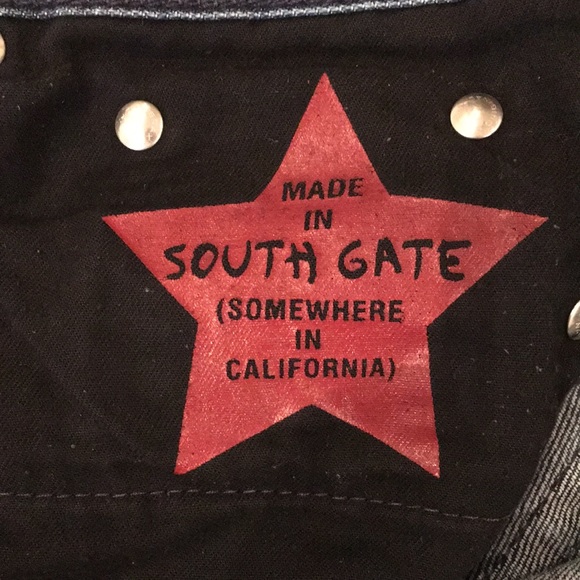 MADE
IN
SOUTH GATE
(SOMEWHERE
IN
CALIFORNIA)